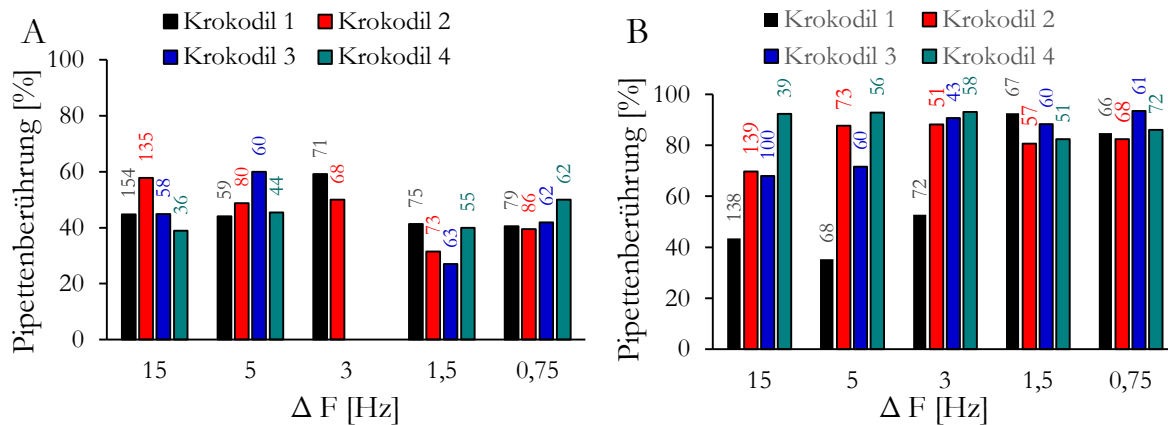 A
Krokodil 1 Krokodil 2
Krokodil 3 Krokodil 4
Pipettenberührung [%]
100
80
60
40
20
0
154 135 58 36
59 80 60 44
71 68
75 73 63 55
79 86 62 62
15 5 3 1,5 0,75
Δ F [Hz]
B
Krokodil 1 Krokodil 2
Krokodil 3 Krokodil 4
Pipettenberührung [%]
100
80
60
40
20
0
138 139 100 39
68 73 60 56
72 51 43 58
67 57 60 51
66 68 61 72
15 5 3 1,5 0,75
Δ F [Hz]